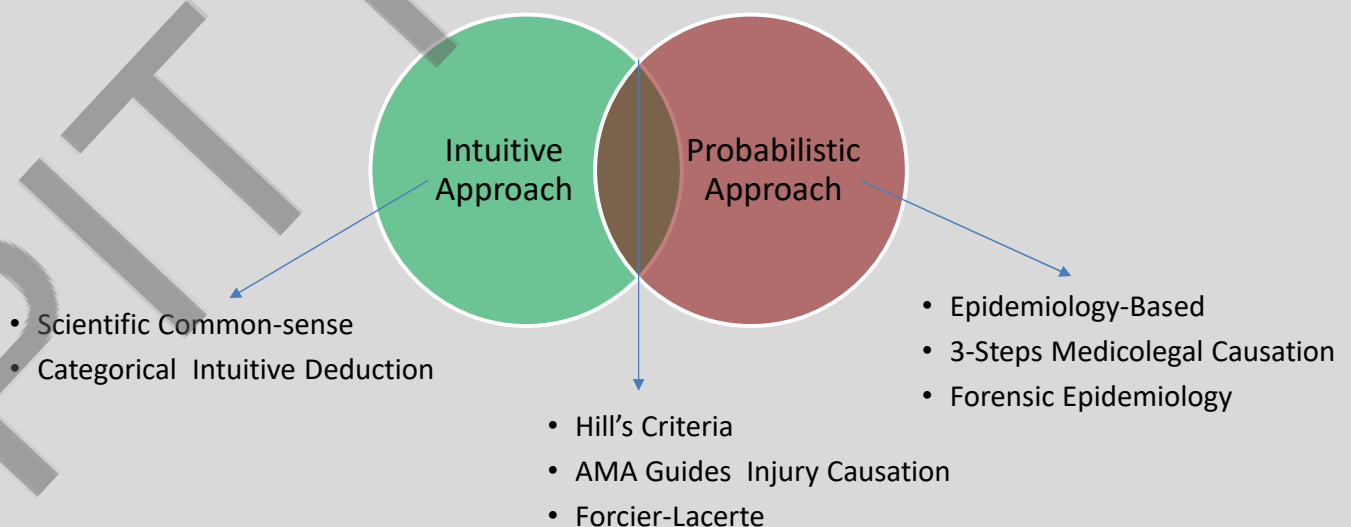 Intuitive
Approach
Probabilistic
Approach
• Scientific Common-sense
• Categorical Intuitive Deduction
• Epidemiology-Based
• 3-Steps Medicolegal Causation
• Forensic Epidemiology
• Hill's Criteria
• AMA Guides Injury Causation
• Forcier-Lacerte